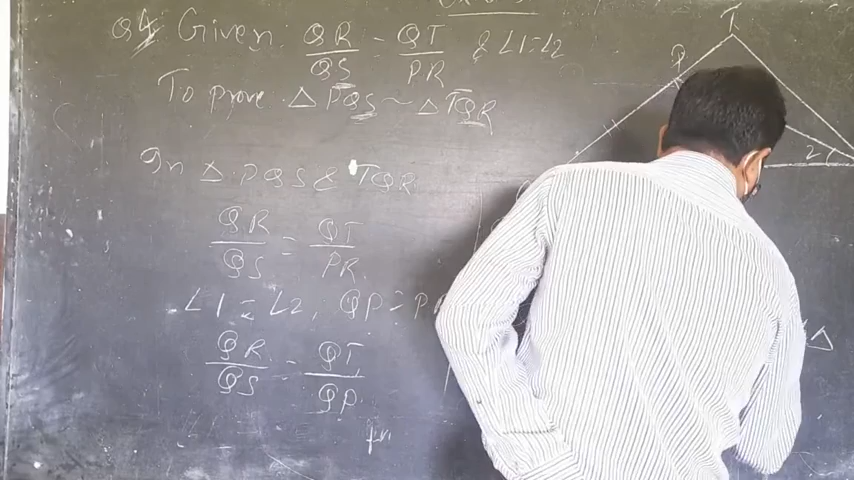 Q4 Given QR/QS = QT/PR & ∠1=∠2
To prove △ PQS ~ △ TQR
In △ PQS & TQR
QR/QS = QT/PR
∠1 = ∠2, QP = P
QR/QS = QT/QP
T
P
2
△